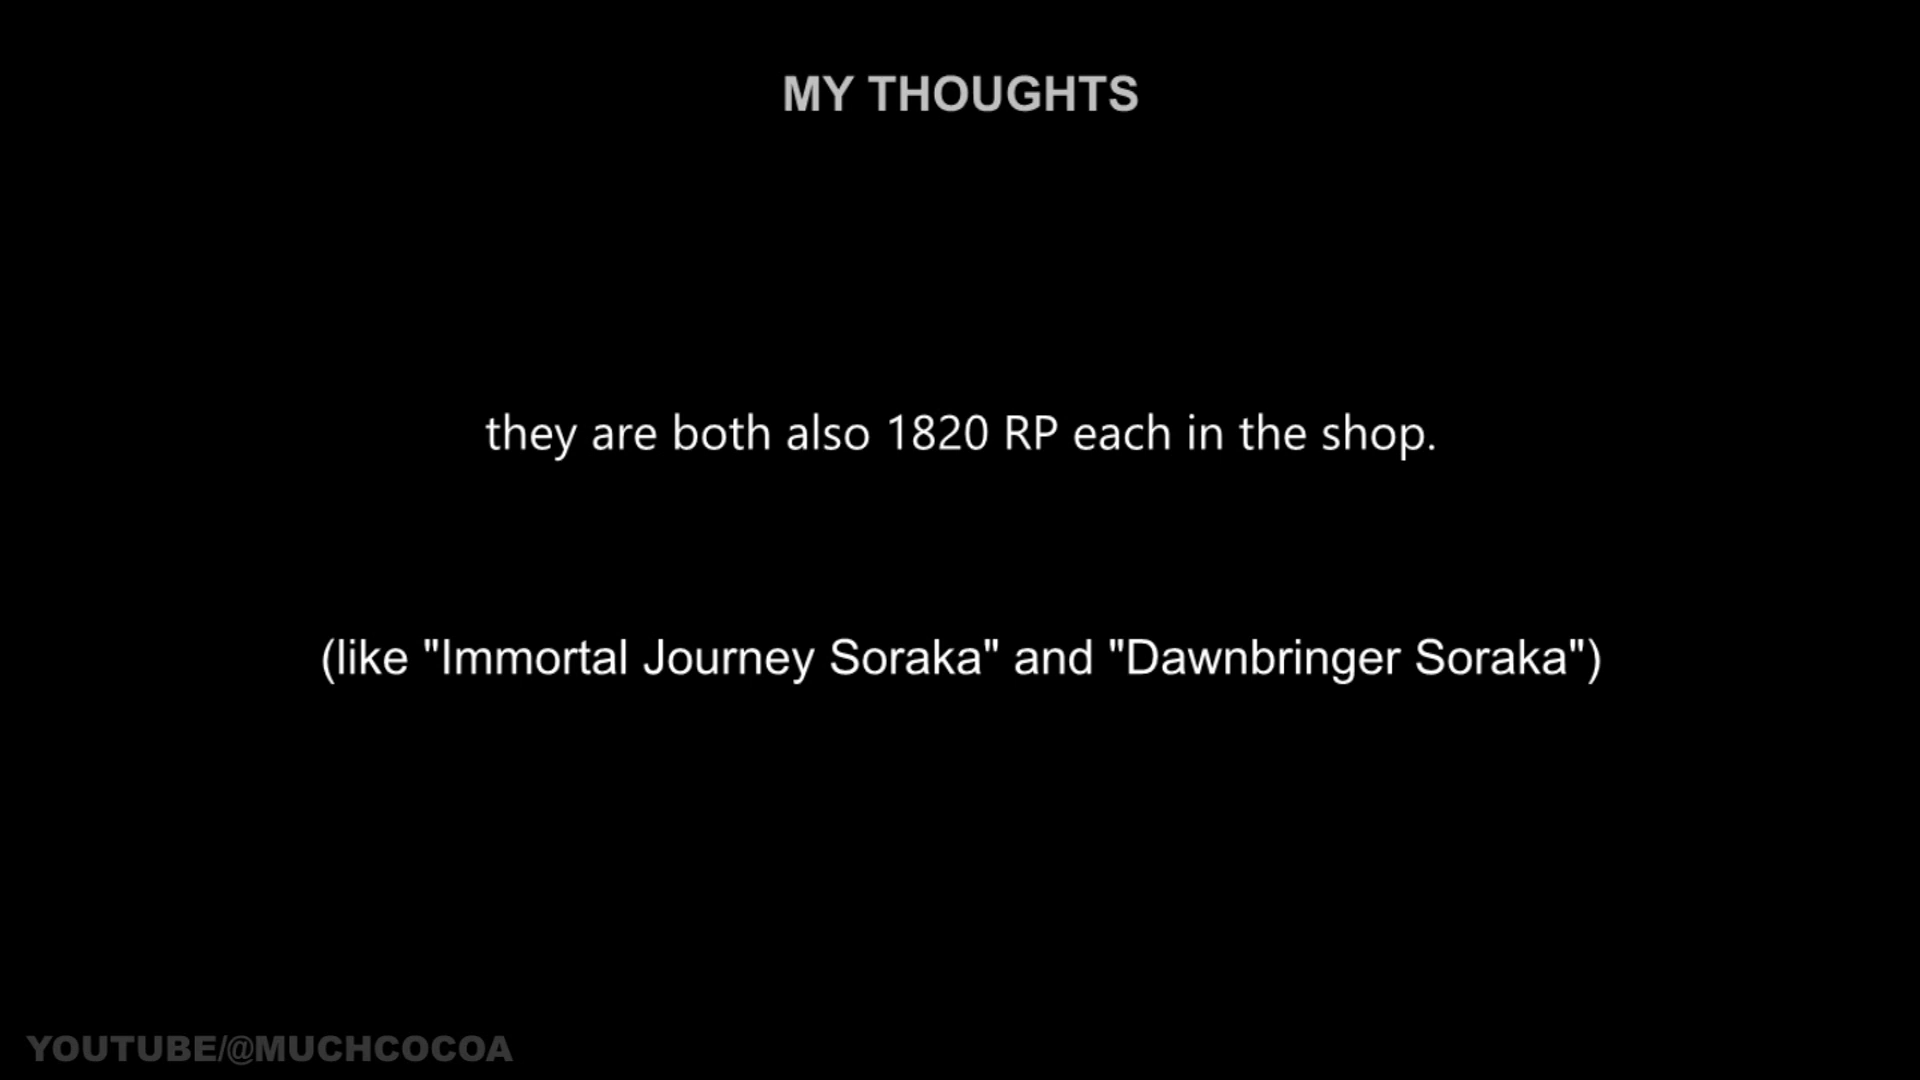 MY THOUGHTS
they are both also 1820 RP each in the shop.
(like "Immortal Journey Soraka" and "Dawnbringer Soraka")
YOUTUBE/@MUCHCOCOA